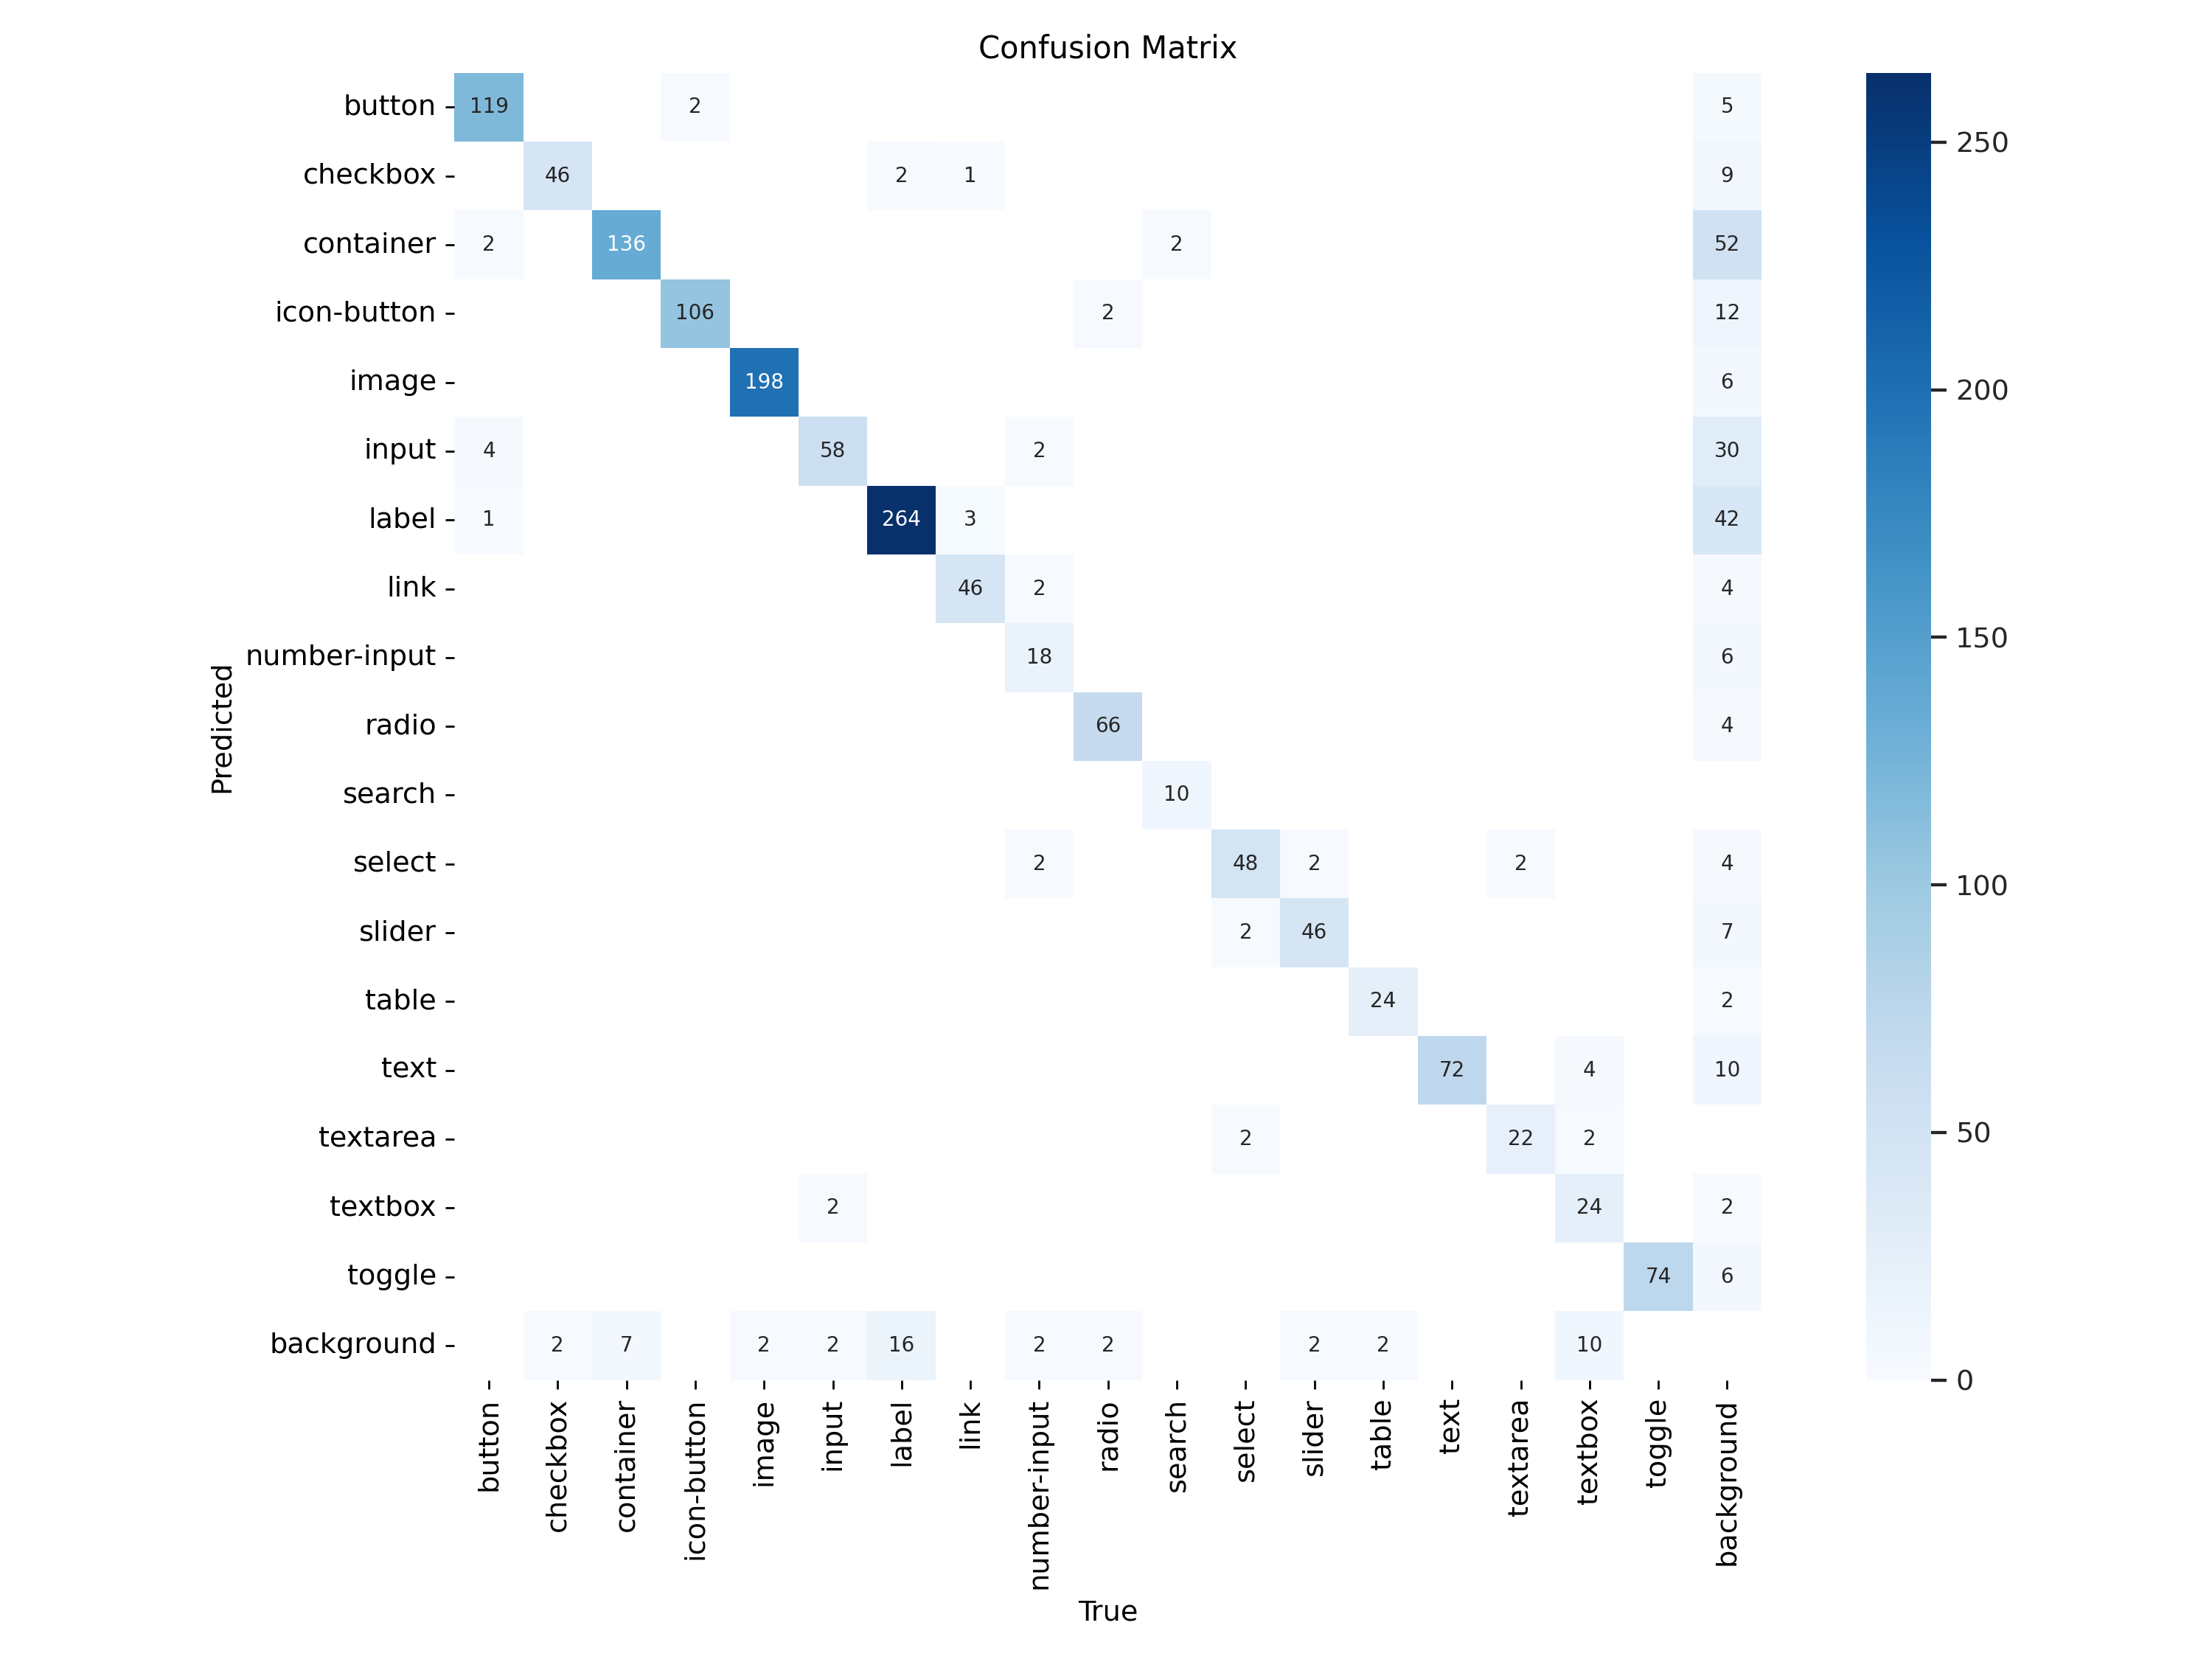 Confusion Matrix
button 119 2 5
checkbox 46 2 1 9
container 2 136 2 52
icon-button 106 2 12
image 198 6
input 4 58 2 30
label 1 264 3 42
link 46 2 4
number-input 18 6
radio 66 4
search 10
select 2 48 2 2 4
slider 2 46 7
table 24 2
text 72 4 10
textarea 2 22 2
textbox 2 24 2
toggle 74 6
background 2 7 2 2 16 2 2 2 2 10
Predicted
button checkbox container icon-button image input label link number-input radio search select slider table text textarea textbox toggle background
True
250
200
150
100
50
0